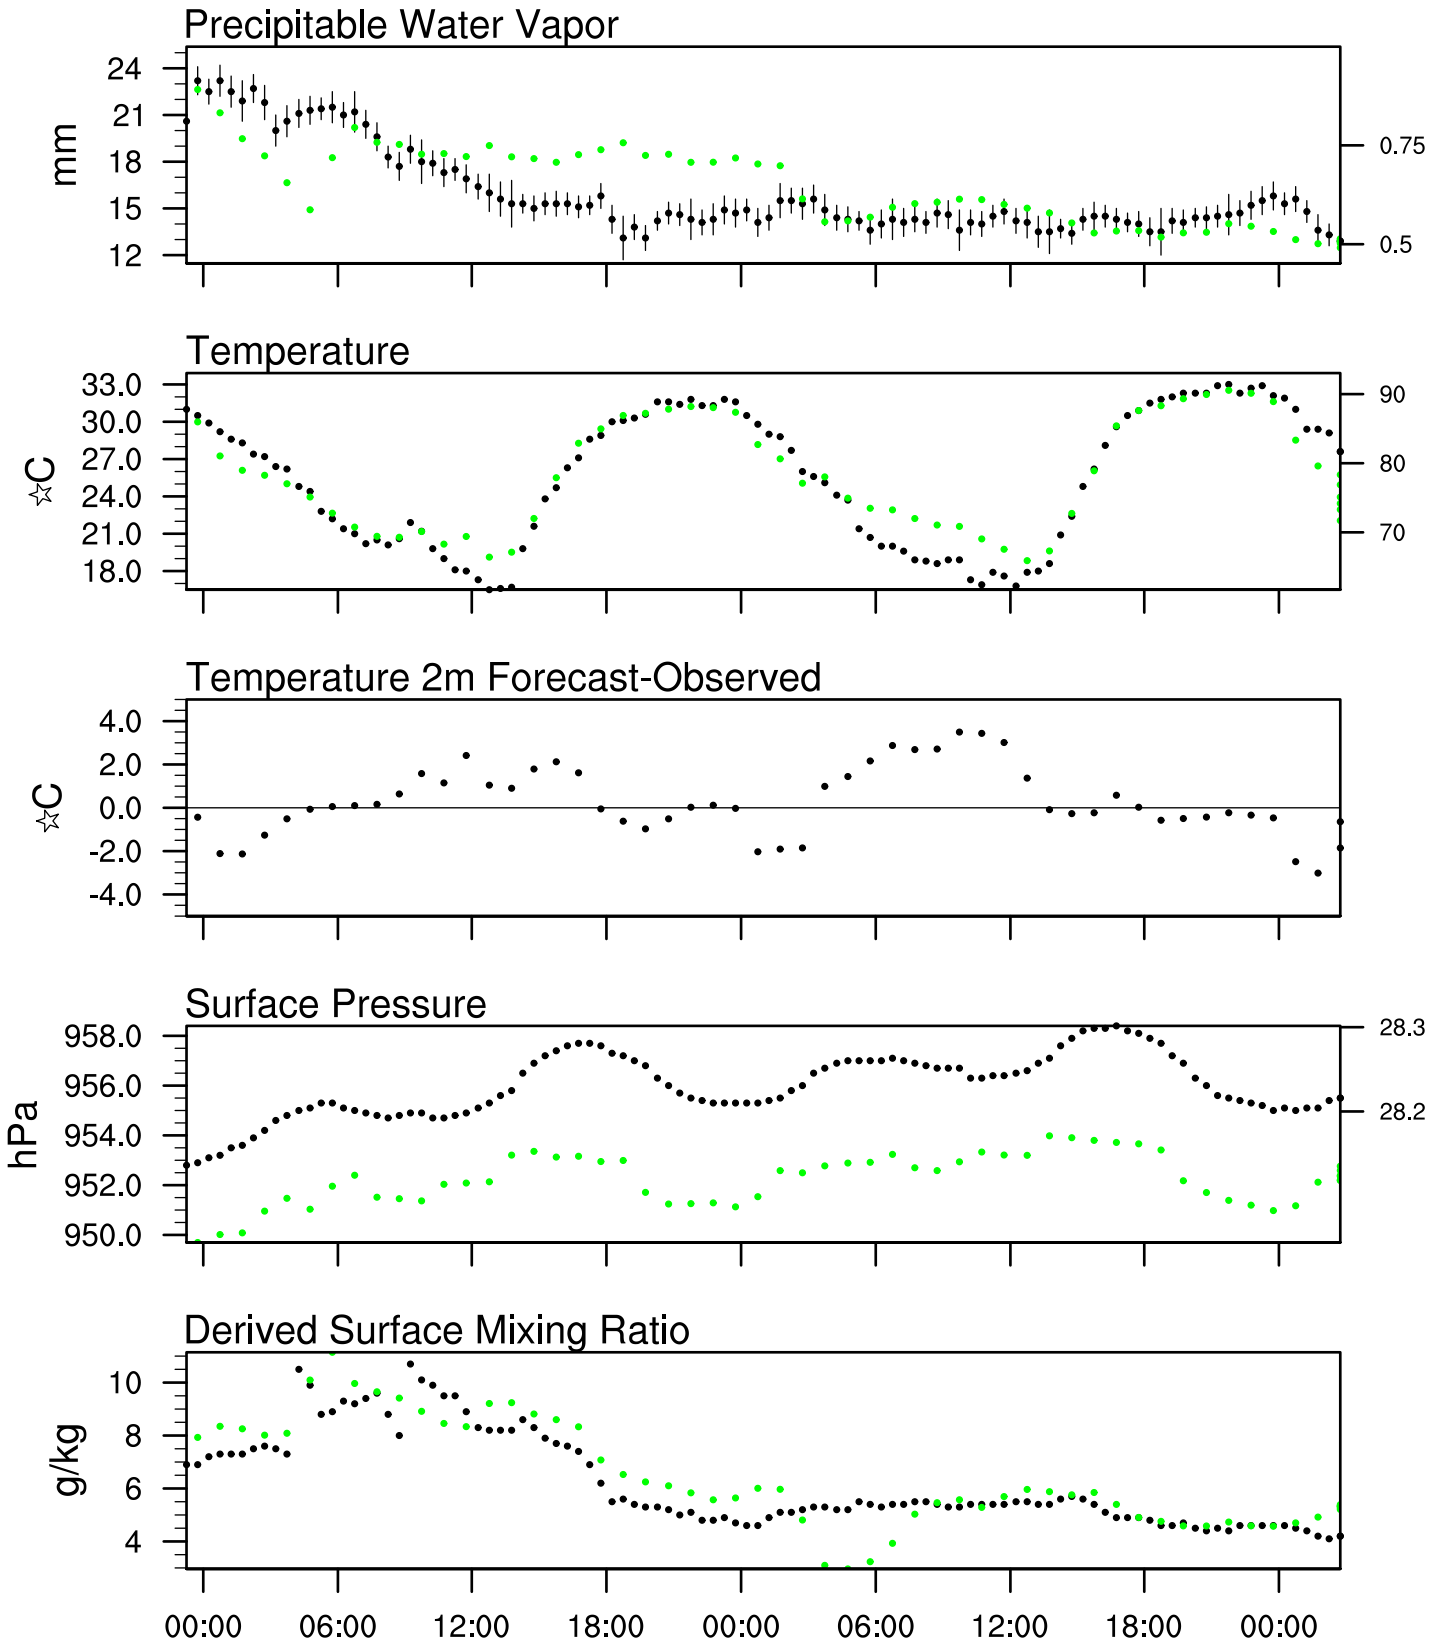 Precipitable Water Vapor
24
21
18
15
12
mm
0.75
0.5
Temperature
33.0
30.0
27.0
24.0
21.0
18.0
☆C
90
80
70
Temperature 2m Forecast-Observed
4.0
2.0
0.0
-2.0
-4.0
☆C
Surface Pressure
958.0
956.0
954.0
952.0
950.0
hPa
28.3
28.2
Derived Surface Mixing Ratio
10
8
6
4
g/kg
00:00 06:00 12:00 18:00 00:00 06:00 12:00 18:00 00:00